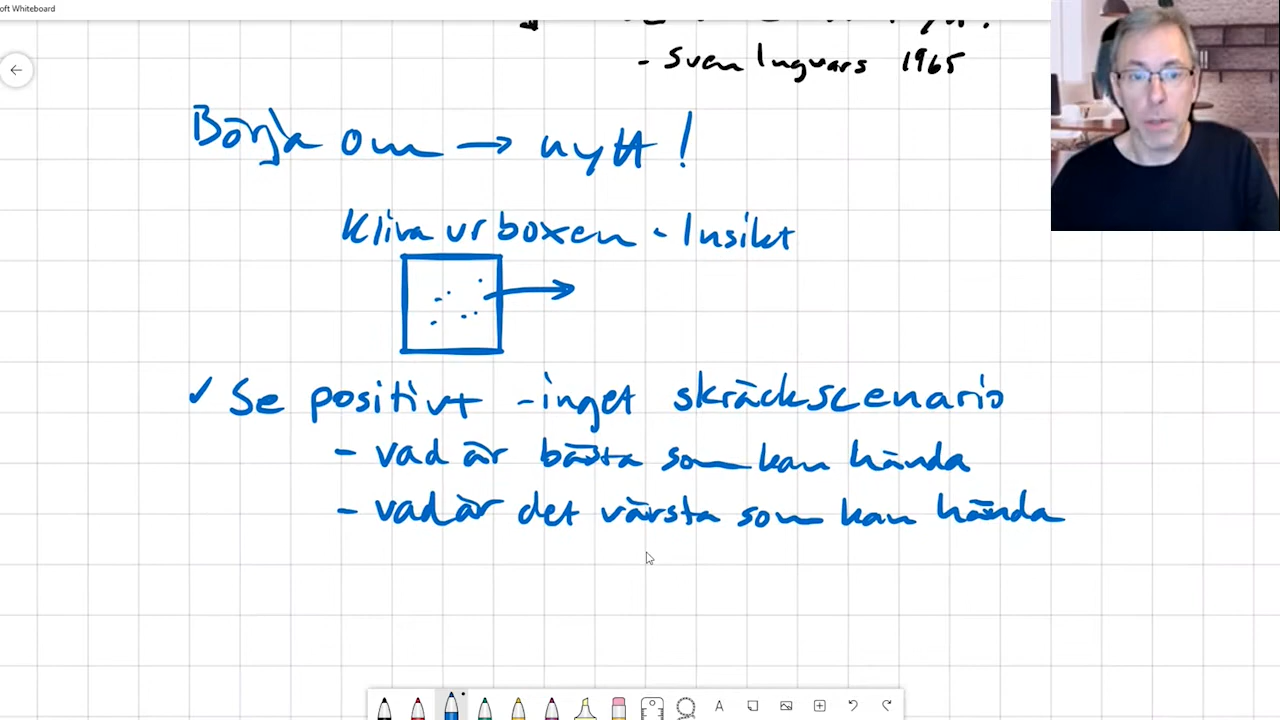 oft Whiteboard
- Sven Ingvars 1965
Börja om → nytt!
Kliva ur boxen - Insikt
✓ Se positivt - inget skräckscenario
- vad är bästa som kan hända
- vad är det värsta som kan hända
A